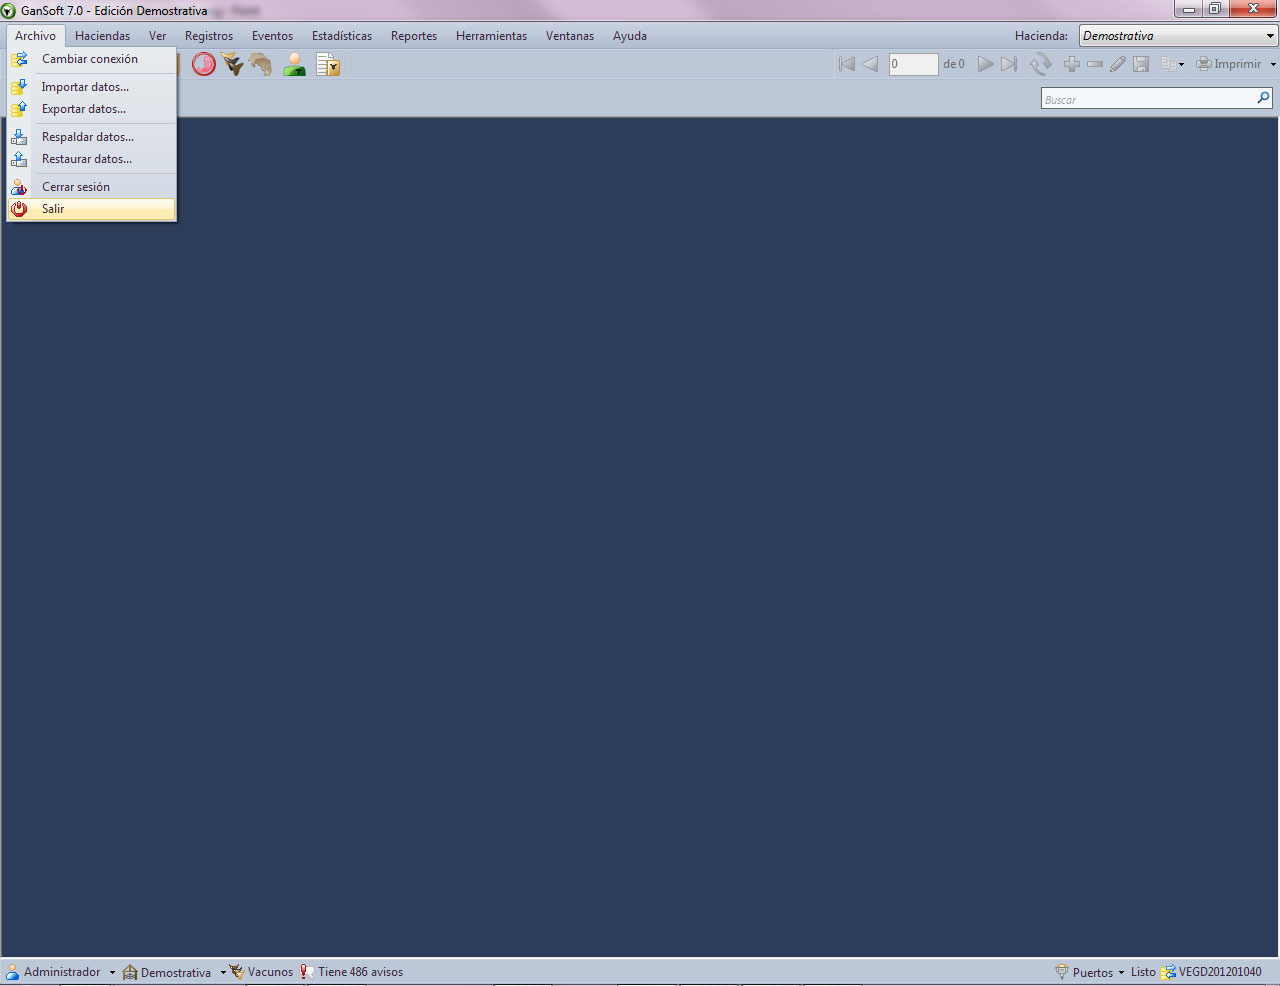 GanSoft 7.0 - Edición Demostrativa
Archivo Haciendas Ver Registros Eventos Estadísticas Reportes Herramientas Ventanas Ayuda Hacienda: Demostrativa
Cambiar conexión
0 de 0 Imprimir
Importar datos...
Exportar datos...
Buscar
Respaldar datos...
Restaurar datos...
Cerrar sesión
Salir
Administrador Demostrativa Vacunos Tiene 486 avisos Puertos Listo VEGD201201040